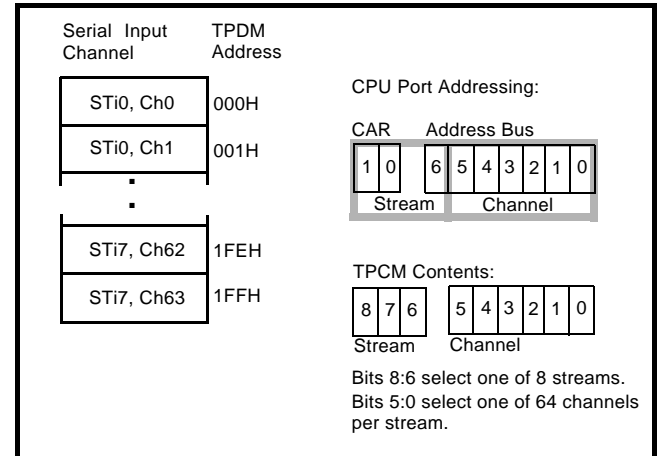 Serial Input Channel
TPDM Address
STi0, Ch0
000H
STi0, Ch1
001H
STi7, Ch62
1FEH
STi7, Ch63
1FFH
CPU Port Addressing:
CAR Address Bus
1 0 6 5 4 3 2 1 0
Stream Channel
TPCM Contents:
8 7 6 5 4 3 2 1 0
Stream Channel
Bits 8:6 select one of 8 streams.
Bits 5:0 select one of 64 channels
per stream.